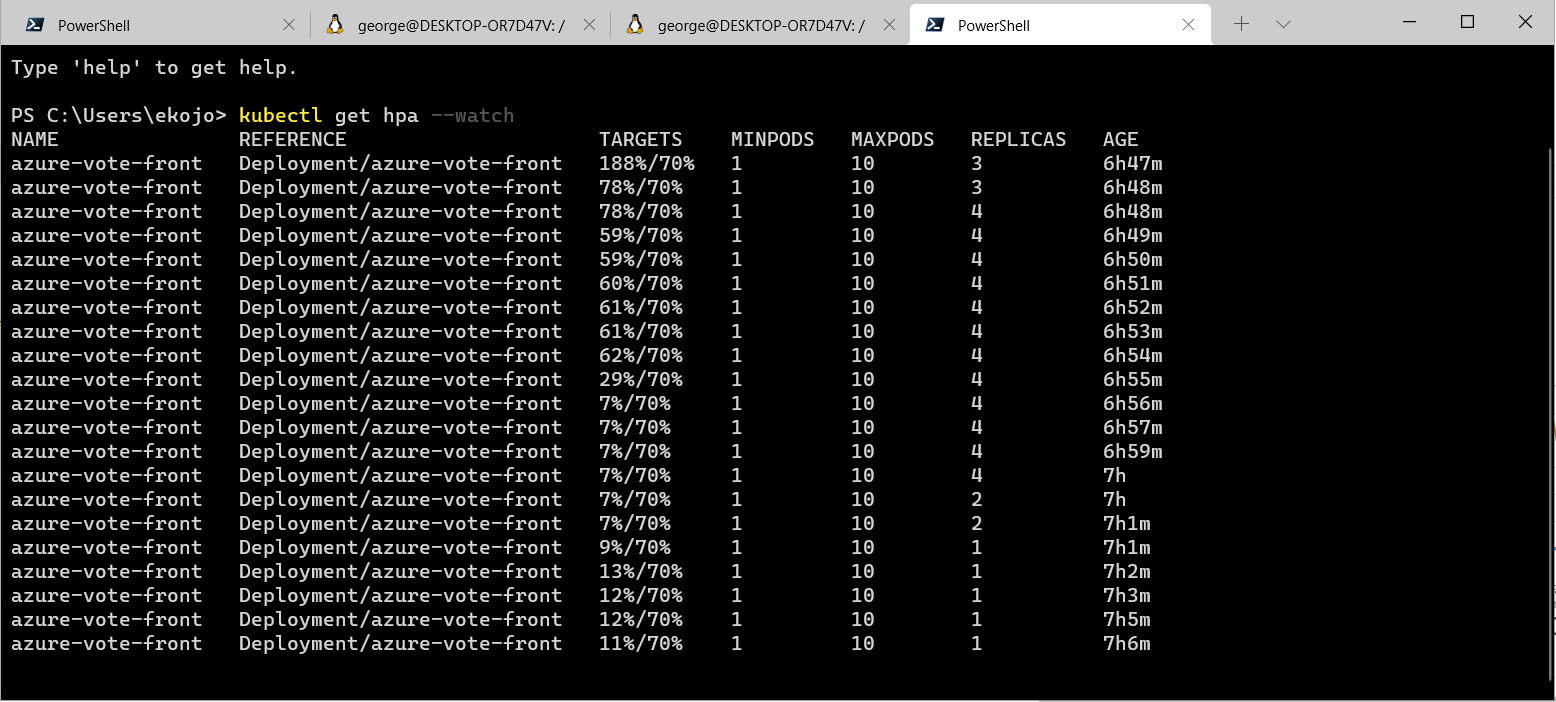 PowerShell george@DESKTOP-OR7D47V: / george@DESKTOP-OR7D47V: / PowerShell
Type 'help' to get help.
PS C:\Users\ekojo> kubectl get hpa --watch
NAME REFERENCE TARGETS MINPODS MAXPODS REPLICAS AGE
azure-vote-front Deployment/azure-vote-front 188%/70% 1 10 3 6h47m
azure-vote-front Deployment/azure-vote-front 78%/70% 1 10 3 6h48m
azure-vote-front Deployment/azure-vote-front 78%/70% 1 10 4 6h48m
azure-vote-front Deployment/azure-vote-front 59%/70% 1 10 4 6h49m
azure-vote-front Deployment/azure-vote-front 59%/70% 1 10 4 6h50m
azure-vote-front Deployment/azure-vote-front 60%/70% 1 10 4 6h51m
azure-vote-front Deployment/azure-vote-front 61%/70% 1 10 4 6h52m
azure-vote-front Deployment/azure-vote-front 61%/70% 1 10 4 6h53m
azure-vote-front Deployment/azure-vote-front 62%/70% 1 10 4 6h54m
azure-vote-front Deployment/azure-vote-front 29%/70% 1 10 4 6h55m
azure-vote-front Deployment/azure-vote-front 7%/70% 1 10 4 6h56m
azure-vote-front Deployment/azure-vote-front 7%/70% 1 10 4 6h57m
azure-vote-front Deployment/azure-vote-front 7%/70% 1 10 4 6h59m
azure-vote-front Deployment/azure-vote-front 7%/70% 1 10 4 7h
azure-vote-front Deployment/azure-vote-front 7%/70% 1 10 2 7h
azure-vote-front Deployment/azure-vote-front 7%/70% 1 10 2 7h1m
azure-vote-front Deployment/azure-vote-front 9%/70% 1 10 1 7h1m
azure-vote-front Deployment/azure-vote-front 13%/70% 1 10 1 7h2m
azure-vote-front Deployment/azure-vote-front 12%/70% 1 10 1 7h3m
azure-vote-front Deployment/azure-vote-front 12%/70% 1 10 1 7h5m
azure-vote-front Deployment/azure-vote-front 11%/70% 1 10 1 7h6m